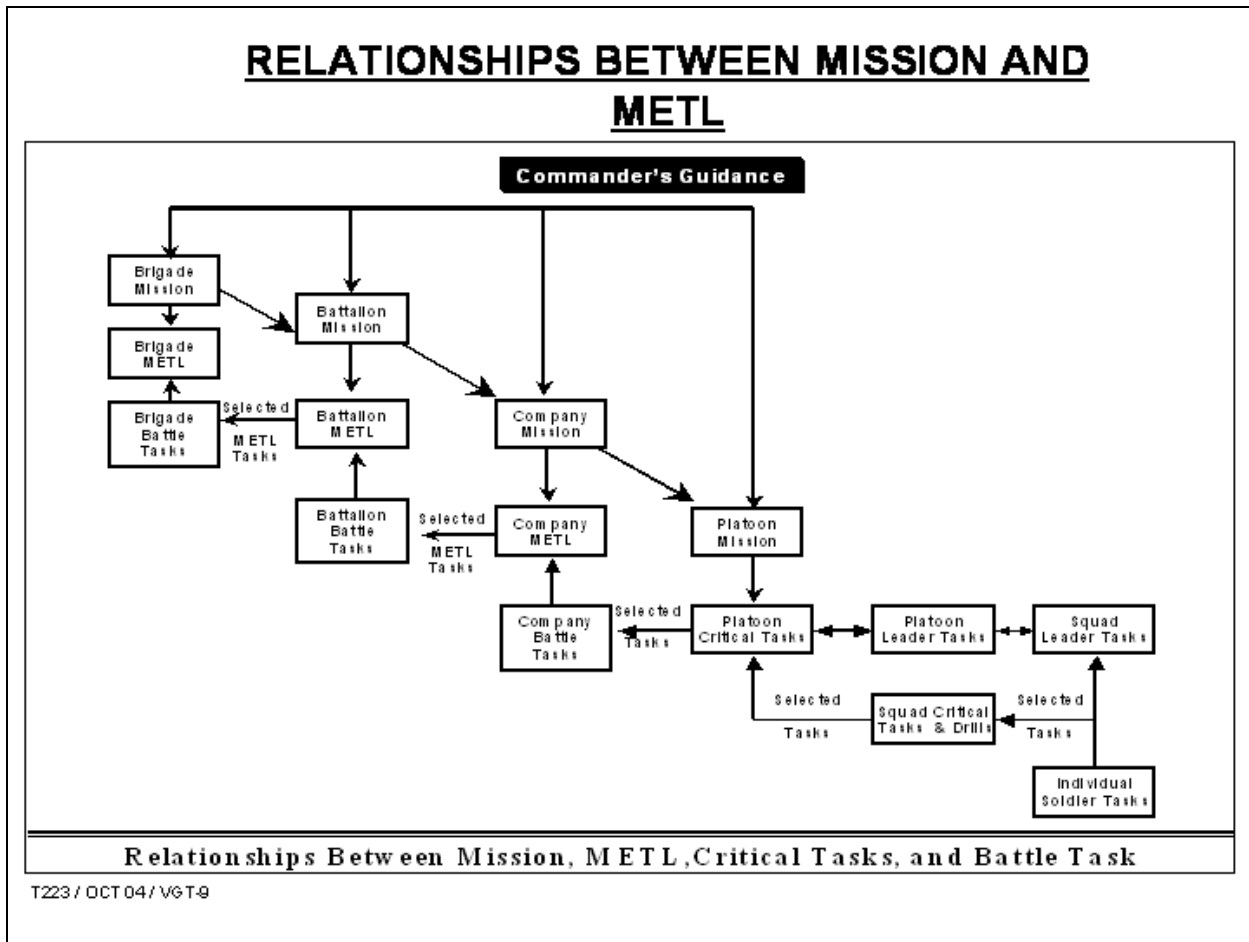 RELATIONSHIPS BETWEEN MISSION AND
METL
Commander's Guidance
Brigade
Mission
Battalion
Mission
Brigade
METL
Brigade
Battle
Tasks
Selected
METL
Tasks
Battalion
METL
Company
Mission
Battalion
Battle
Tasks
Selected
METL
Tasks
Company
METL
Platoon
Mission
Company
Battle
Tasks
Selected
Tasks
Platoon
Critical Tasks
Platoon
Leader Tasks
Squad
Leader Tasks
Selected
Tasks
Squad Critical
Tasks & Drills
Selected
Tasks
Individual
Soldier Tasks
Relationships Between Mission, METL,Critical Tasks, and Battle Task
T223 / OCT 04 / VGT-9